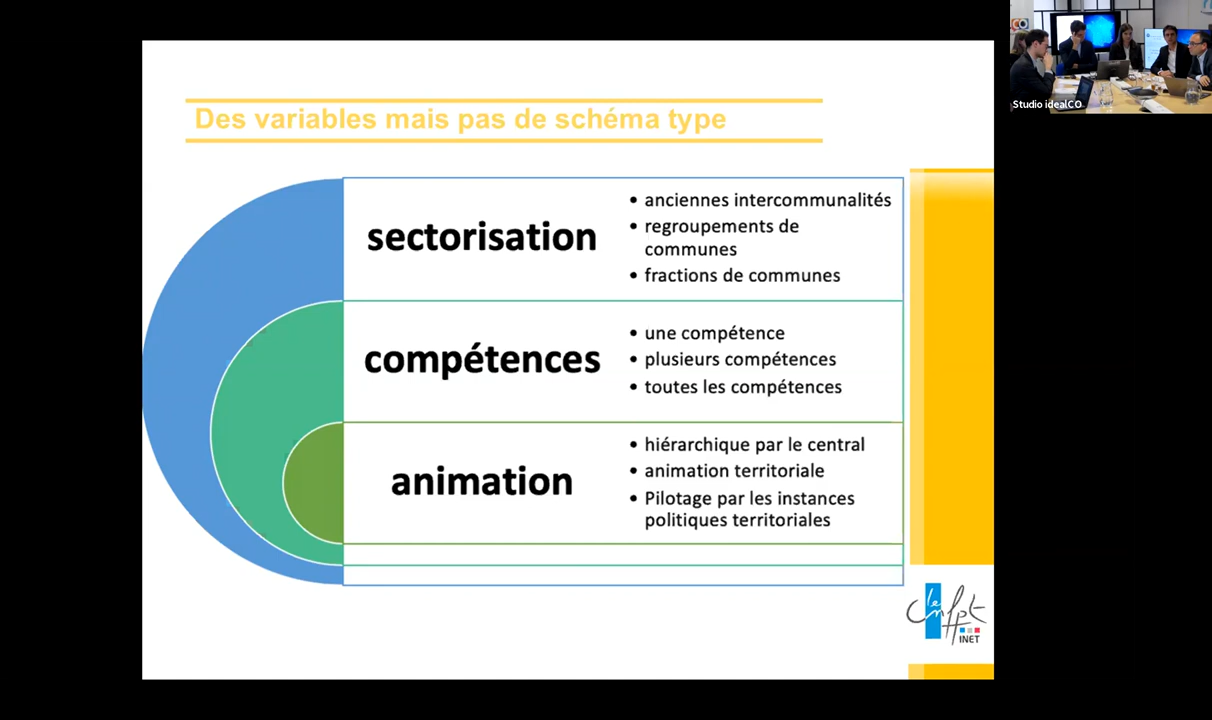 Studio idealCO
Des variables mais pas de schéma type
sectorisation
• anciennes intercommunalités
• regroupements de
communes
• fractions de communes
compétences
• une compétence
• plusieurs compétences
• toutes les compétences
animation
• hiérarchique par le central
• animation territoriale
• Pilotage par les instances
politiques territoriales
le cnfpt
INET